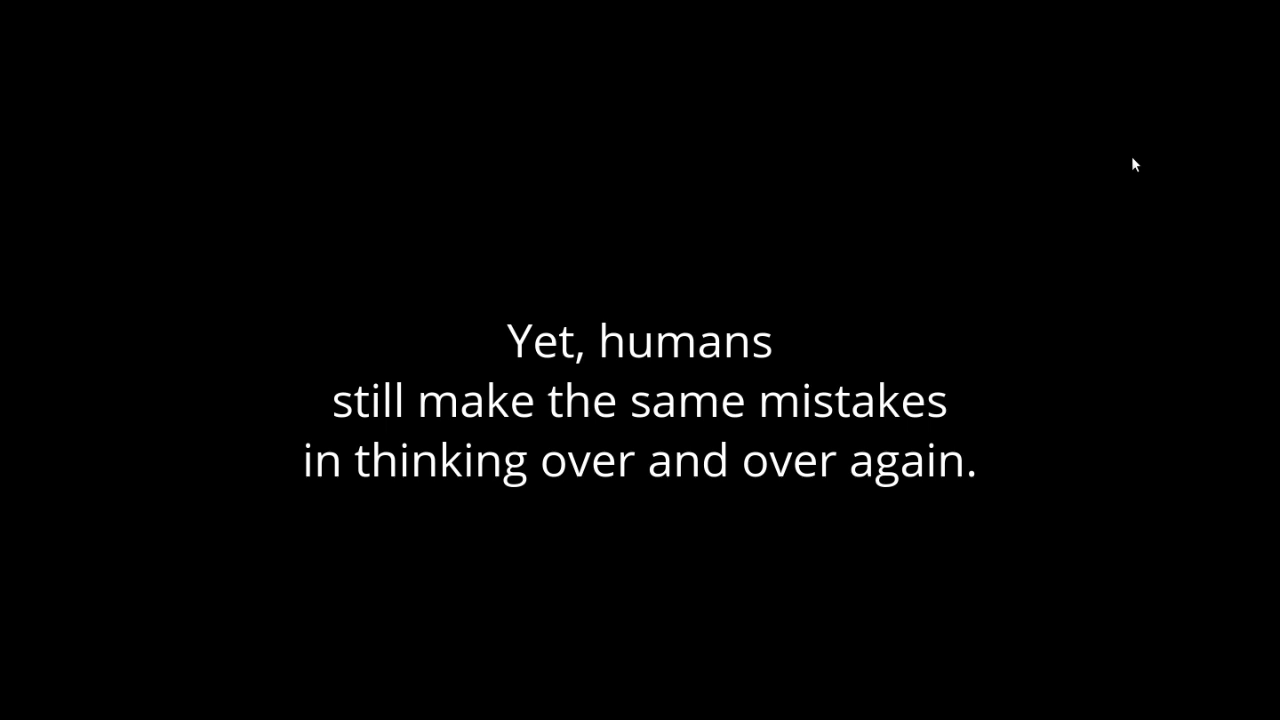 Yet, humans
still make the same mistakes
in thinking over and over again.